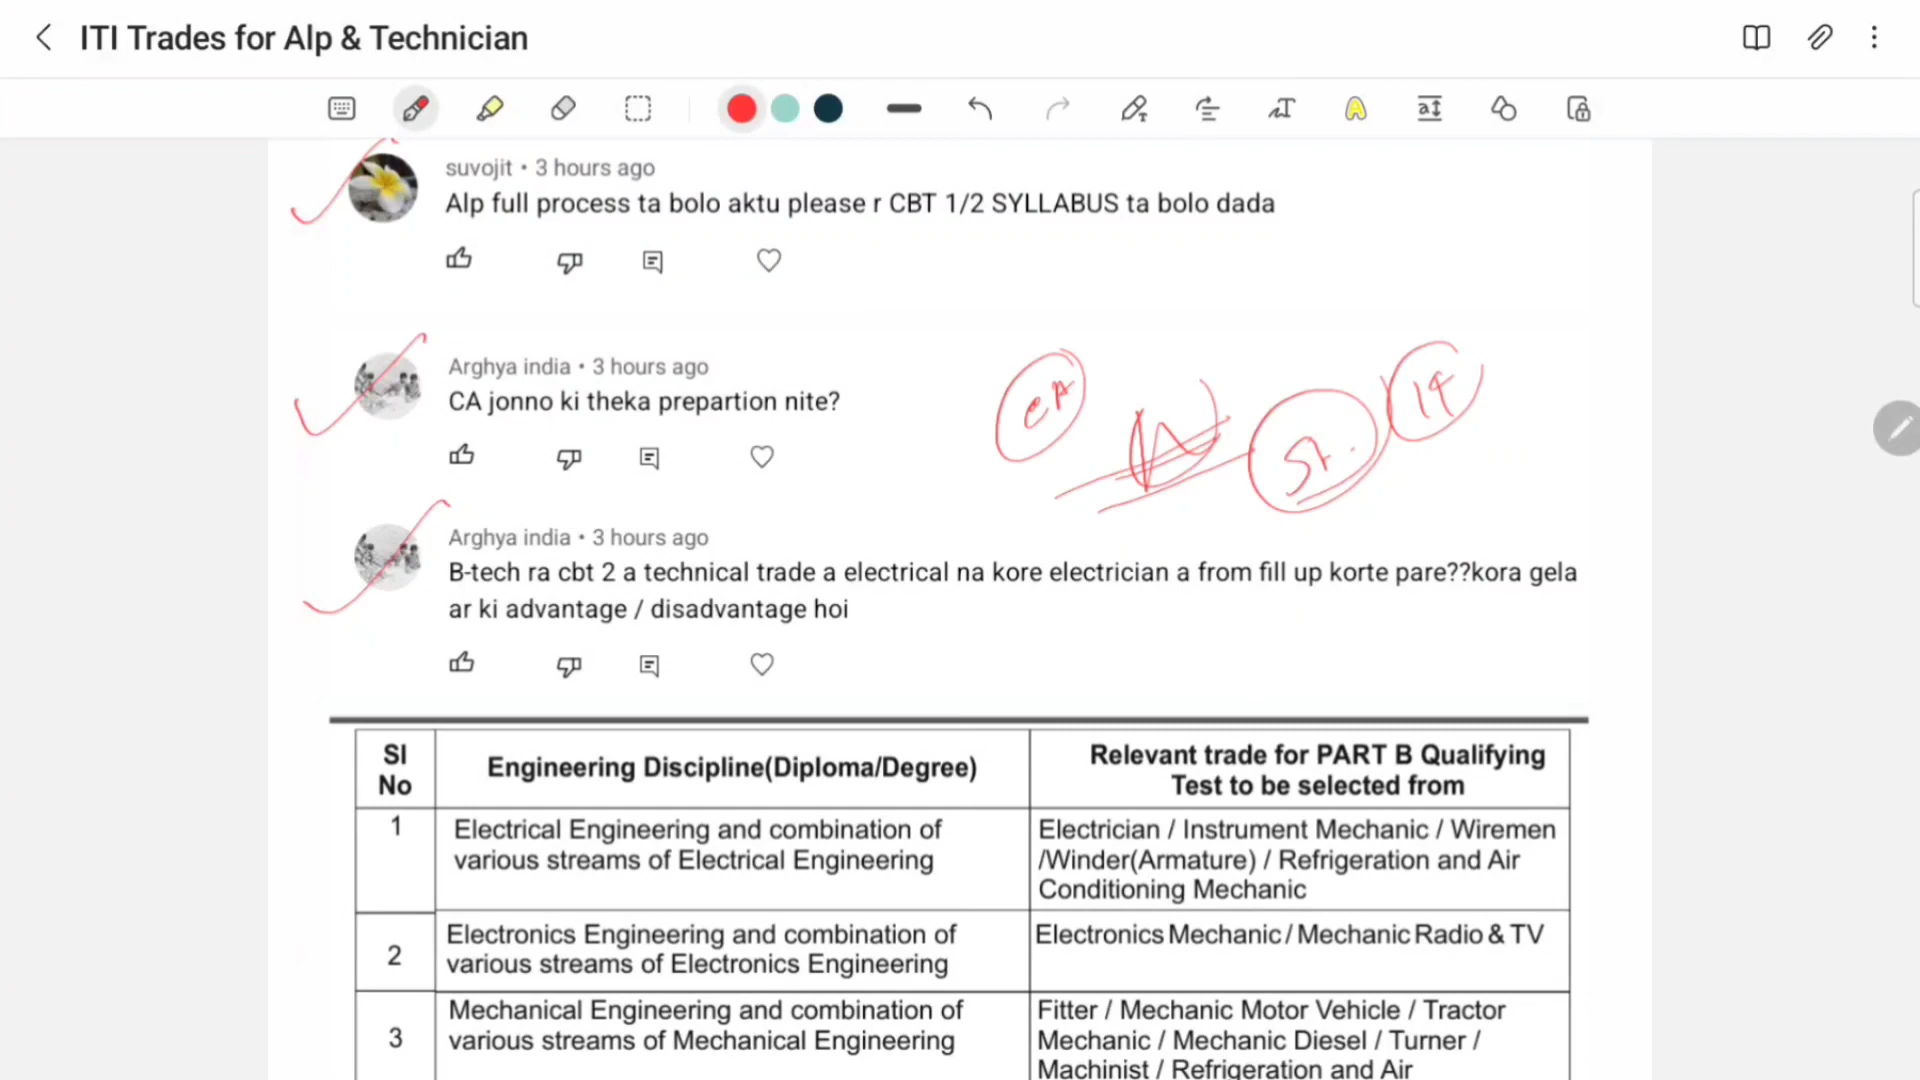 ITI Trades for Alp & Technician
suvojit • 3 hours ago
Alp full process ta bolo aktu please r CBT 1/2 SYLLABUS ta bolo dada
Arghya india • 3 hours ago
CA jonno ki theka prepartion nite?
CA
N
St.
14
Arghya india • 3 hours ago
B-tech ra cbt 2 a technical trade a electrical na kore electrician a from fill up korte pare??kora gela
ar ki advantage / disadvantage hoi
Sl No
Engineering Discipline(Diploma/Degree)
Relevant trade for PART B Qualifying
Test to be selected from
1
Electrical Engineering and combination of
various streams of Electrical Engineering
Electrician / Instrument Mechanic / Wiremen
/Winder(Armature) / Refrigeration and Air
Conditioning Mechanic
2
Electronics Engineering and combination of
various streams of Electronics Engineering
Electronics Mechanic / Mechanic Radio & TV
3
Mechanical Engineering and combination of
various streams of Mechanical Engineering
Fitter / Mechanic Motor Vehicle / Tractor
Mechanic / Mechanic Diesel / Turner /
Machinist / Refrigeration and Air